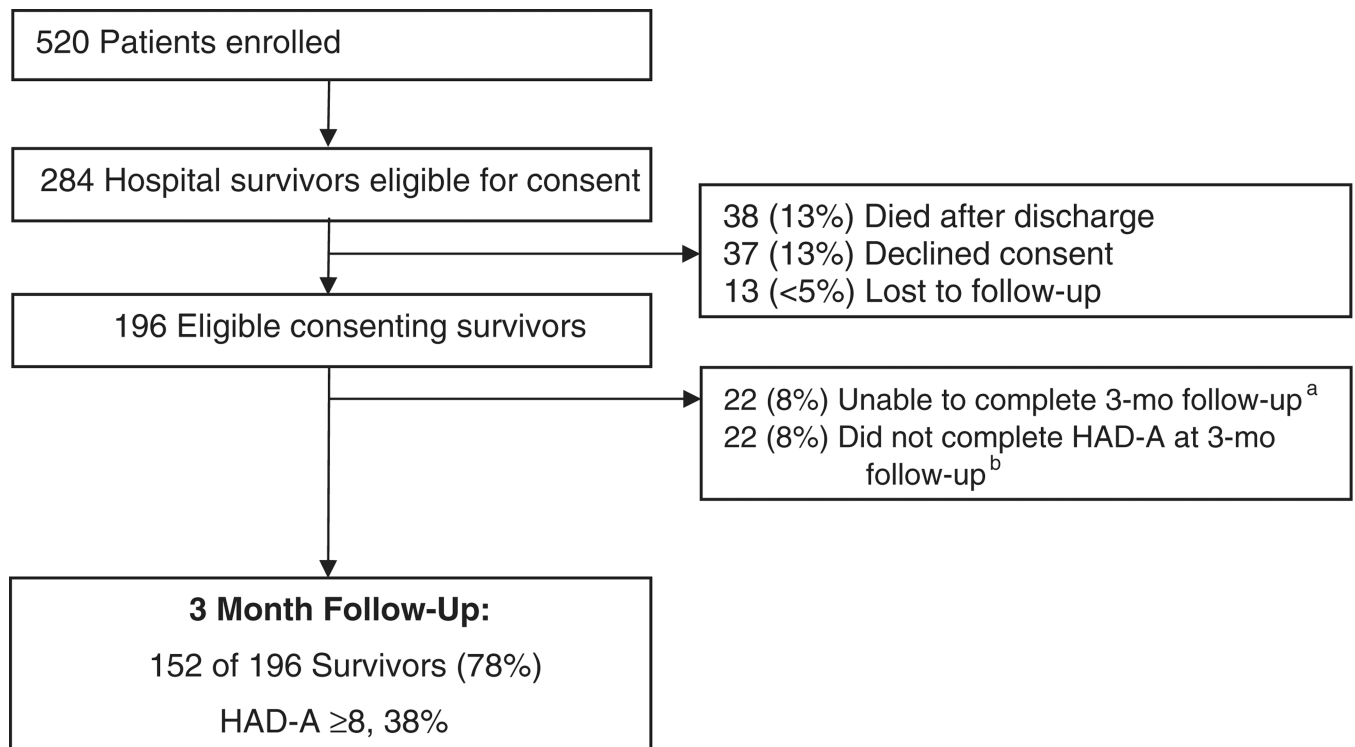 520 Patients enrolled
284 Hospital survivors eligible for consent
38 (13%) Died after discharge
37 (13%) Declined consent
13 (<5%) Lost to follow-up
196 Eligible consenting survivors
22 (8%) Unable to complete 3-mo follow-up a
22 (8%) Did not complete HAD-A at 3-mo
follow-up b
3 Month Follow-Up:
152 of 196 Survivors (78%)
HAD-A ≥8, 38%